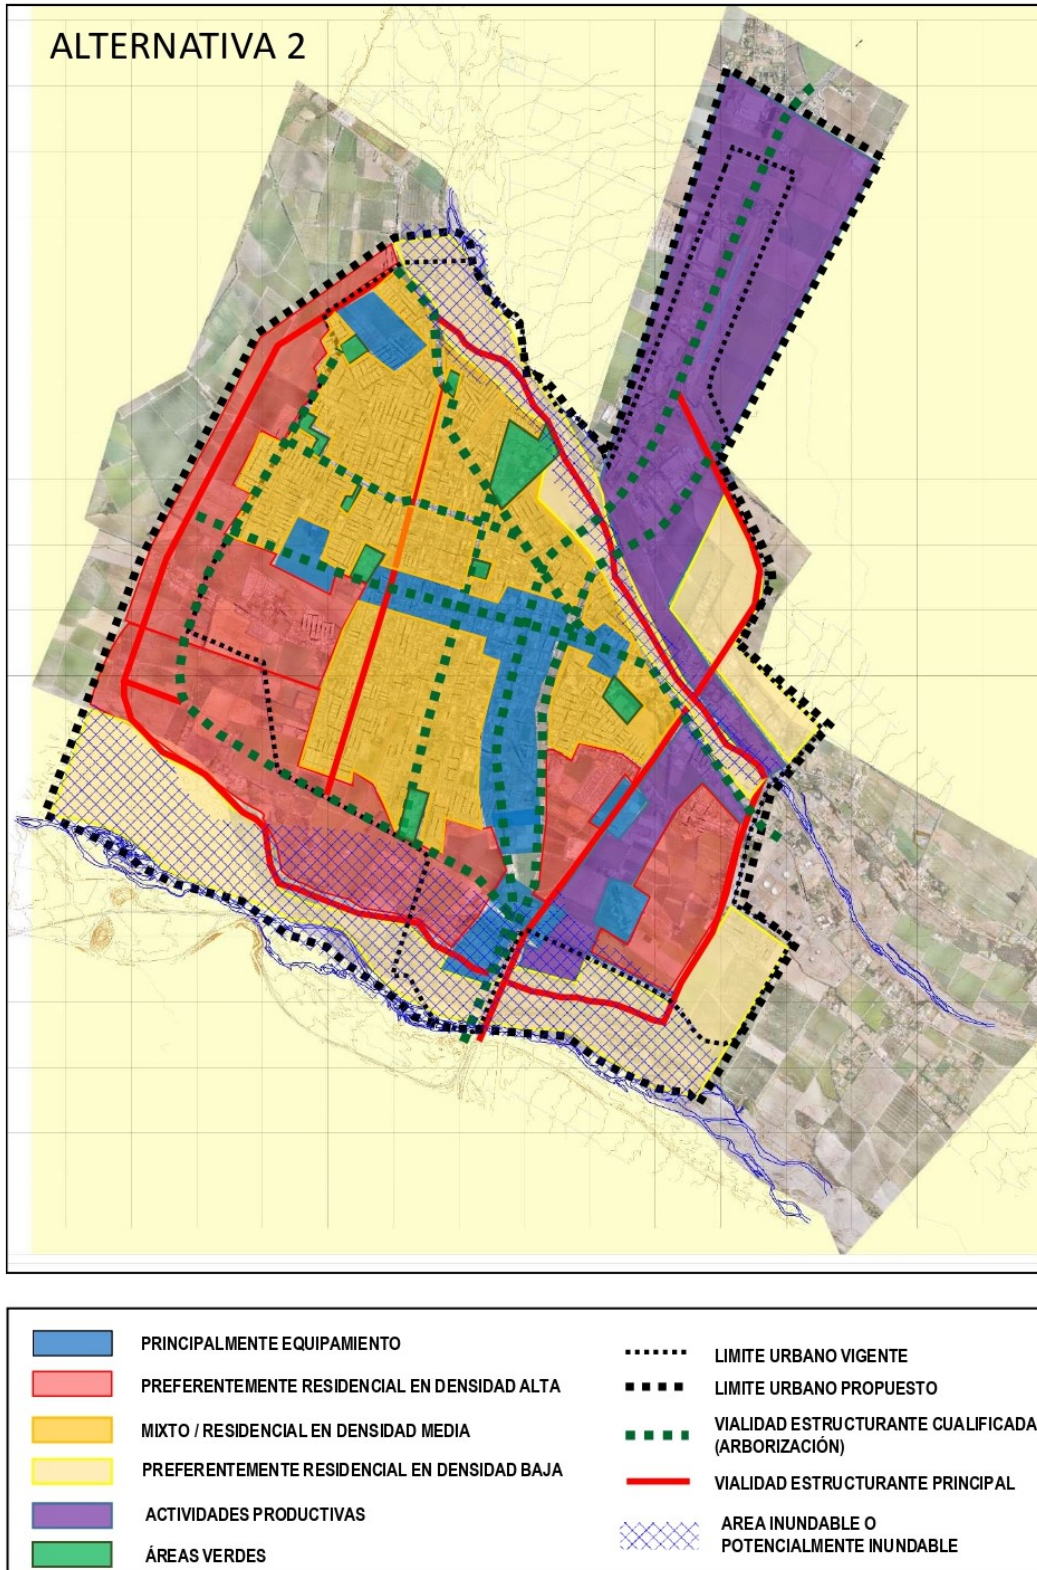 ALTERNATIVA 2
PRINCIPALMENTE EQUIPAMIENTO
PREFERENTEMENTE RESIDENCIAL EN DENSIDAD ALTA
MIXTO / RESIDENCIAL EN DENSIDAD MEDIA
PREFERENTEMENTE RESIDENCIAL EN DENSIDAD BAJA
ACTIVIDADES PRODUCTIVAS
ÁREAS VERDES
LIMITE URBANO VIGENTE
LIMITE URBANO PROPUESTO
VIALIDAD ESTRUCTURANTE CUALIFICADA
(ARBORIZACIÓN)
VIALIDAD ESTRUCTURANTE PRINCIPAL
AREA INUNDABLE O
POTENCIALMENTE INUNDABLE